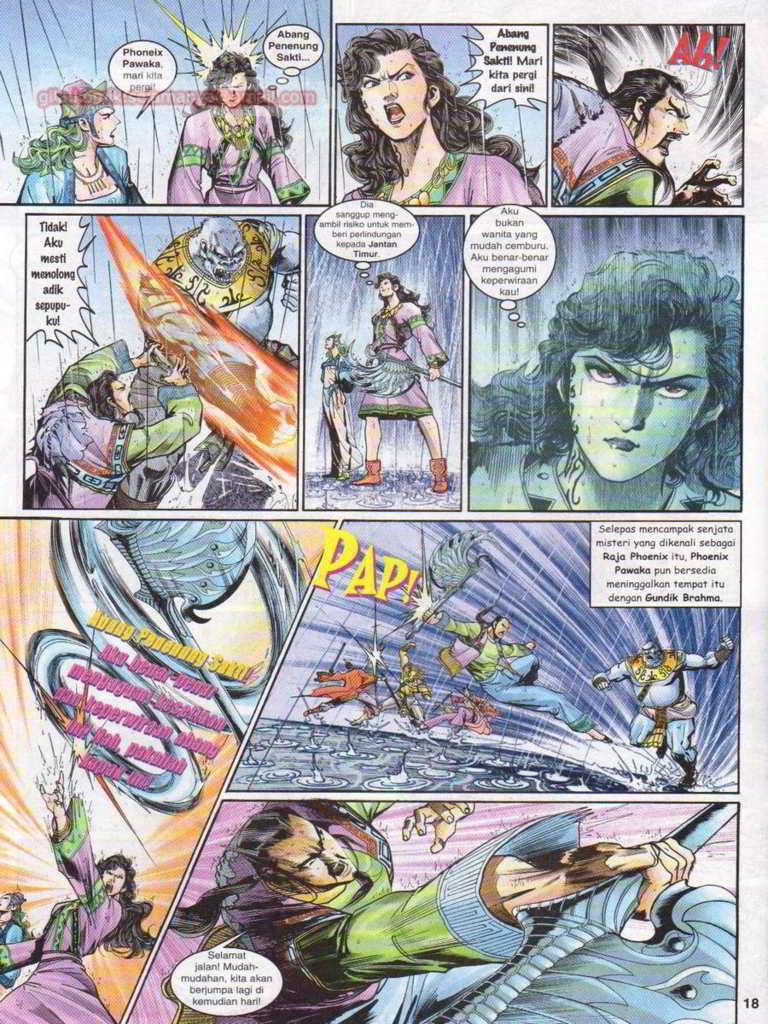 Phoneix
Pawaka,
mari kita
pergi!
Abang
Penenung
Sakti...
Abang
Penenung
Sakti! Mari
kita pergi
dari sini!
Ah!
Tidak!
Aku
mesti
menolong
adik
sepupu-
ku!
Dia
sanggup meng-
ambil risiko untuk mem-
beri perlindungan
kepada Jantan
Timur.
Aku
bukan
wanita yang
mudah cemburu.
Aku benar-benar
mengagumi
keperwiraan
kau!
Abang Penenung Sakti!
Aku benar-benar
PAP!
Selepas mencampak senjata
misteri yang dikenali sebagai
Raja Phoenix itu, Phoenix
Pawaka pun bersedia
meninggalkan tempat itu
dengan Gundik Brahma.
Selamat
jalan! Mudah-
mudahan, kita akan
berjumpa lagi di
kemudian hari!
18